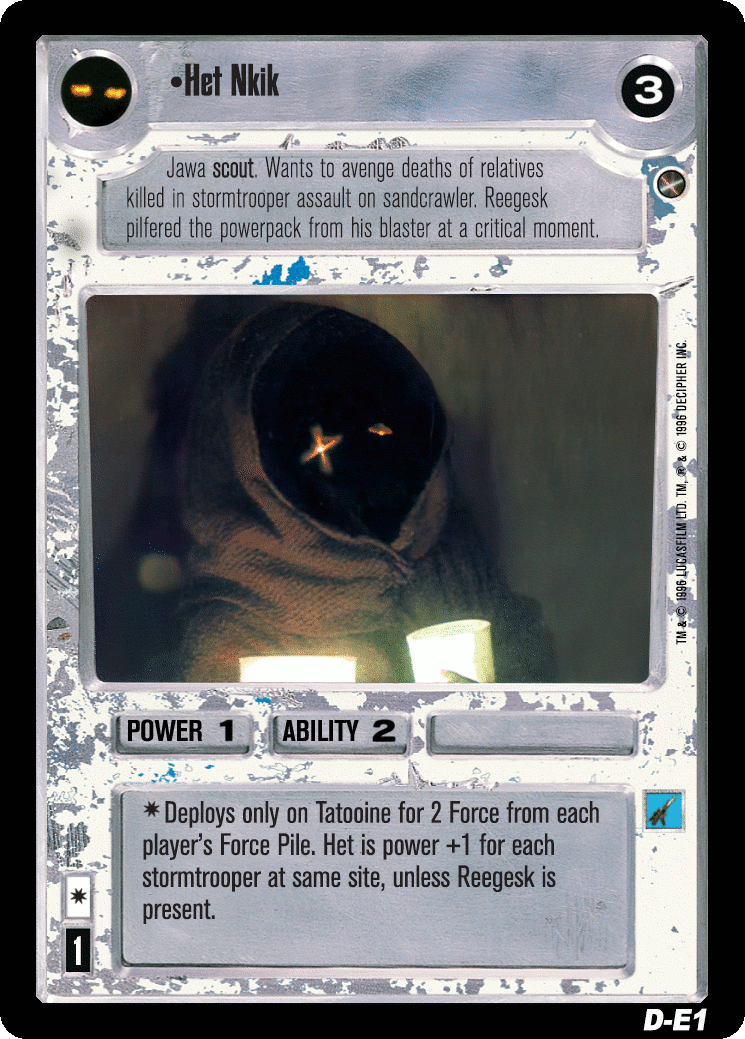 •Het Nkik
3
Jawa scout. Wants to avenge deaths of relatives
killed in stormtrooper assault on sandcrawler. Reegesk
pilfered the powerpack from his blaster at a critical moment.
TM & © 1996 LUCASFILM LTD. TM, ® & © 1996 DECIPHER INC.
POWER 1
ABILITY 2
✷ Deploys only on Tatooine for 2 Force from each
player's Force Pile. Het is power +1 for each
stormtrooper at same site, unless Reegesk is
present.
✷
1
D-E1